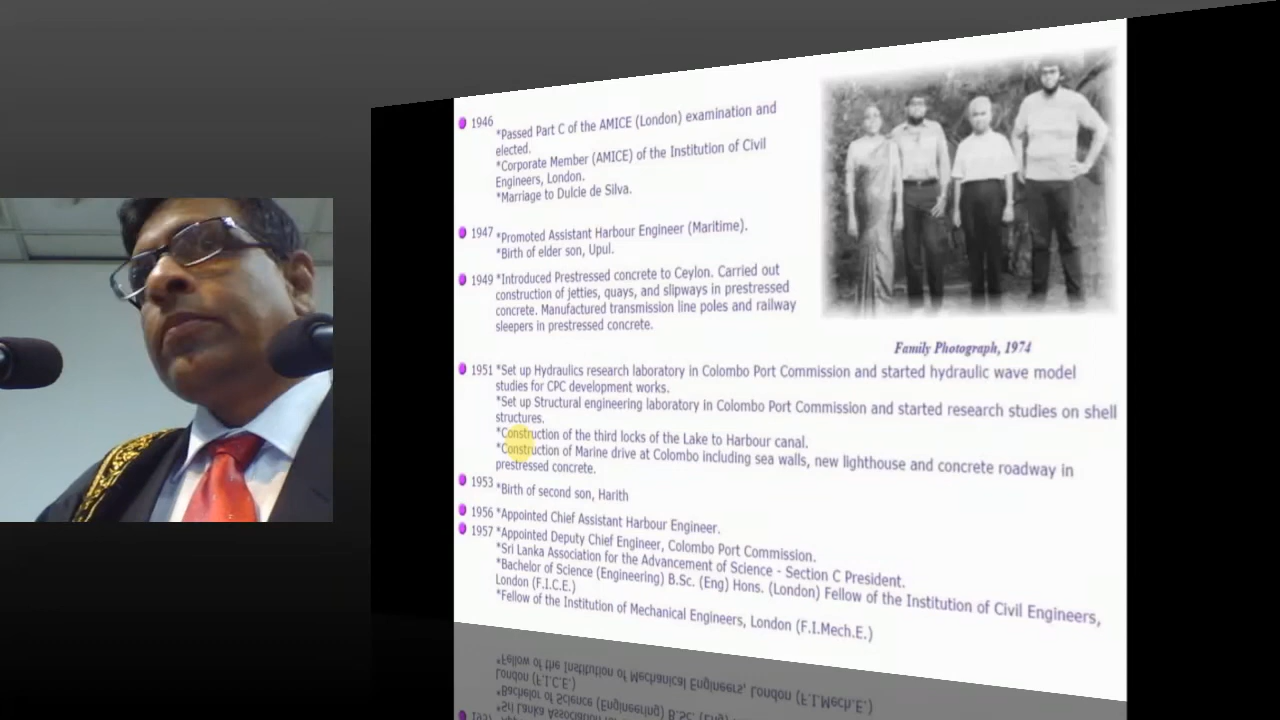 1946
*Passed Part C of the AMICE (London) examination and
elected.
*Corporate Member (AMICE) of the Institution of Civil
Engineers, London.
*Marriage to Dulcie de Silva.
1947 *Promoted Assistant Harbour Engineer (Maritime).
*Birth of elder son, Upul.
1949 *Introduced Prestressed concrete to Ceylon. Carried out
construction of jetties, quays, and slipways in prestressed
concrete. Manufactured transmission line poles and railway
sleepers in prestressed concrete.
Family Photograph, 1974
1951 *Set up Hydraulics research laboratory in Colombo Port Commission and started hydraulic wave model
studies for CPC development works.
*Set up Structural engineering laboratory in Colombo Port Commission and started research studies on shell
structures.
*Construction of the third locks of the Lake to Harbour canal.
*Construction of Marine drive at Colombo including sea walls, new lighthouse and concrete roadway in
prestressed concrete.
1953 *Birth of second son, Harith
1956 *Appointed Chief Assistant Harbour Engineer.
1957 *Appointed Deputy Chief Engineer, Colombo Port Commission.
*Sri Lanka Association for the Advancement of Science - Section C President.
*Bachelor of Science (Engineering) B.Sc. (Eng) Hons. (London) Fellow of the Institution of Civil Engineers,
London (F.I.C.E.)
*Fellow of the Institution of Mechanical Engineers, London (F.I.Mech.E.)